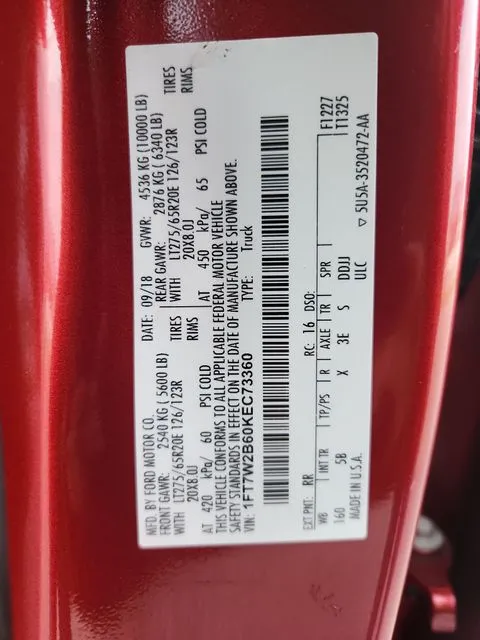 MFD. BY FORD MOTOR CO.
DATE: 09/18 GVWR: 4536 KG (10000 LB)
FRONT GAWR: 2540 KG ( 5600 LB) REAR GAWR: 2876 KG ( 6340 LB)
WITH LT275/65R20E 126/123R TIRES WITH LT275/65R20E 126/123R TIRES
20X8.0J RIMS 20X8.0J RIMS
AT 420 kPa/ 60 PSI COLD AT 450 kPa/ 65 PSI COLD
THIS VEHICLE CONFORMS TO ALL APPLICABLE FEDERAL MOTOR VEHICLE
SAFETY STANDARDS IN EFFECT ON THE DATE OF MANUFACTURE SHOWN ABOVE.
VIN: 1FT7W2B60KEC73360 TYPE: Truck
EXT PNT: RR RC: 16 DSO: F1227
T1325
WB INT TR TP/PS R AXLE TR SPR
160 5B X 3E S DDJJ
MADE IN U.S.A. ULC
▽ 5U5A-3520472-AA